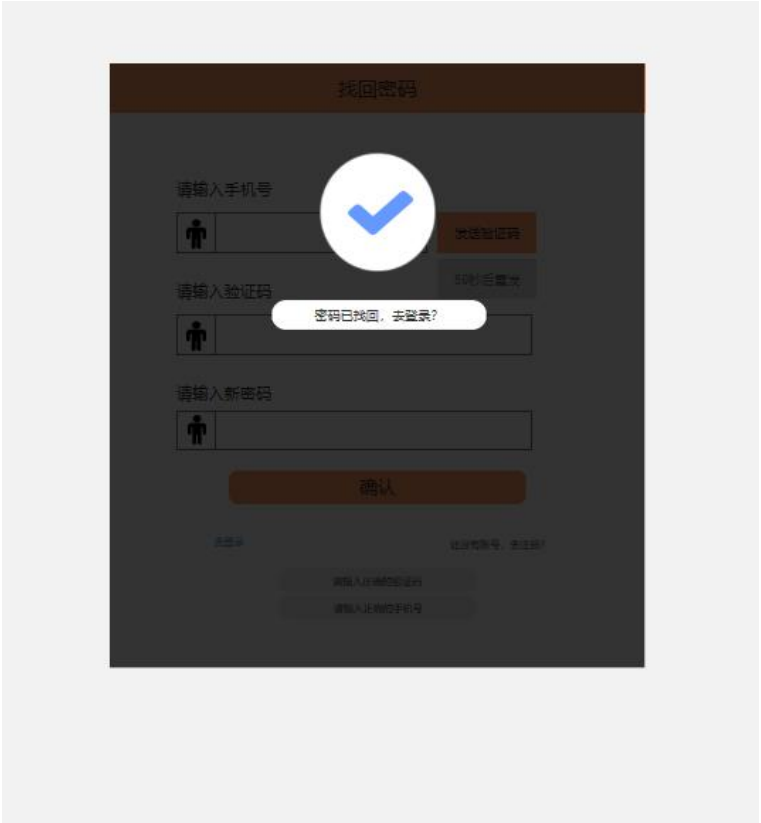 找回密码
请输入手机号
发送验证码
59秒后重发
请输入验证码
密码已找回，去登录？
请输入新密码
确认
去登录
还没有账号，去注册？
请输入正确的验证码
请输入正确的手机号